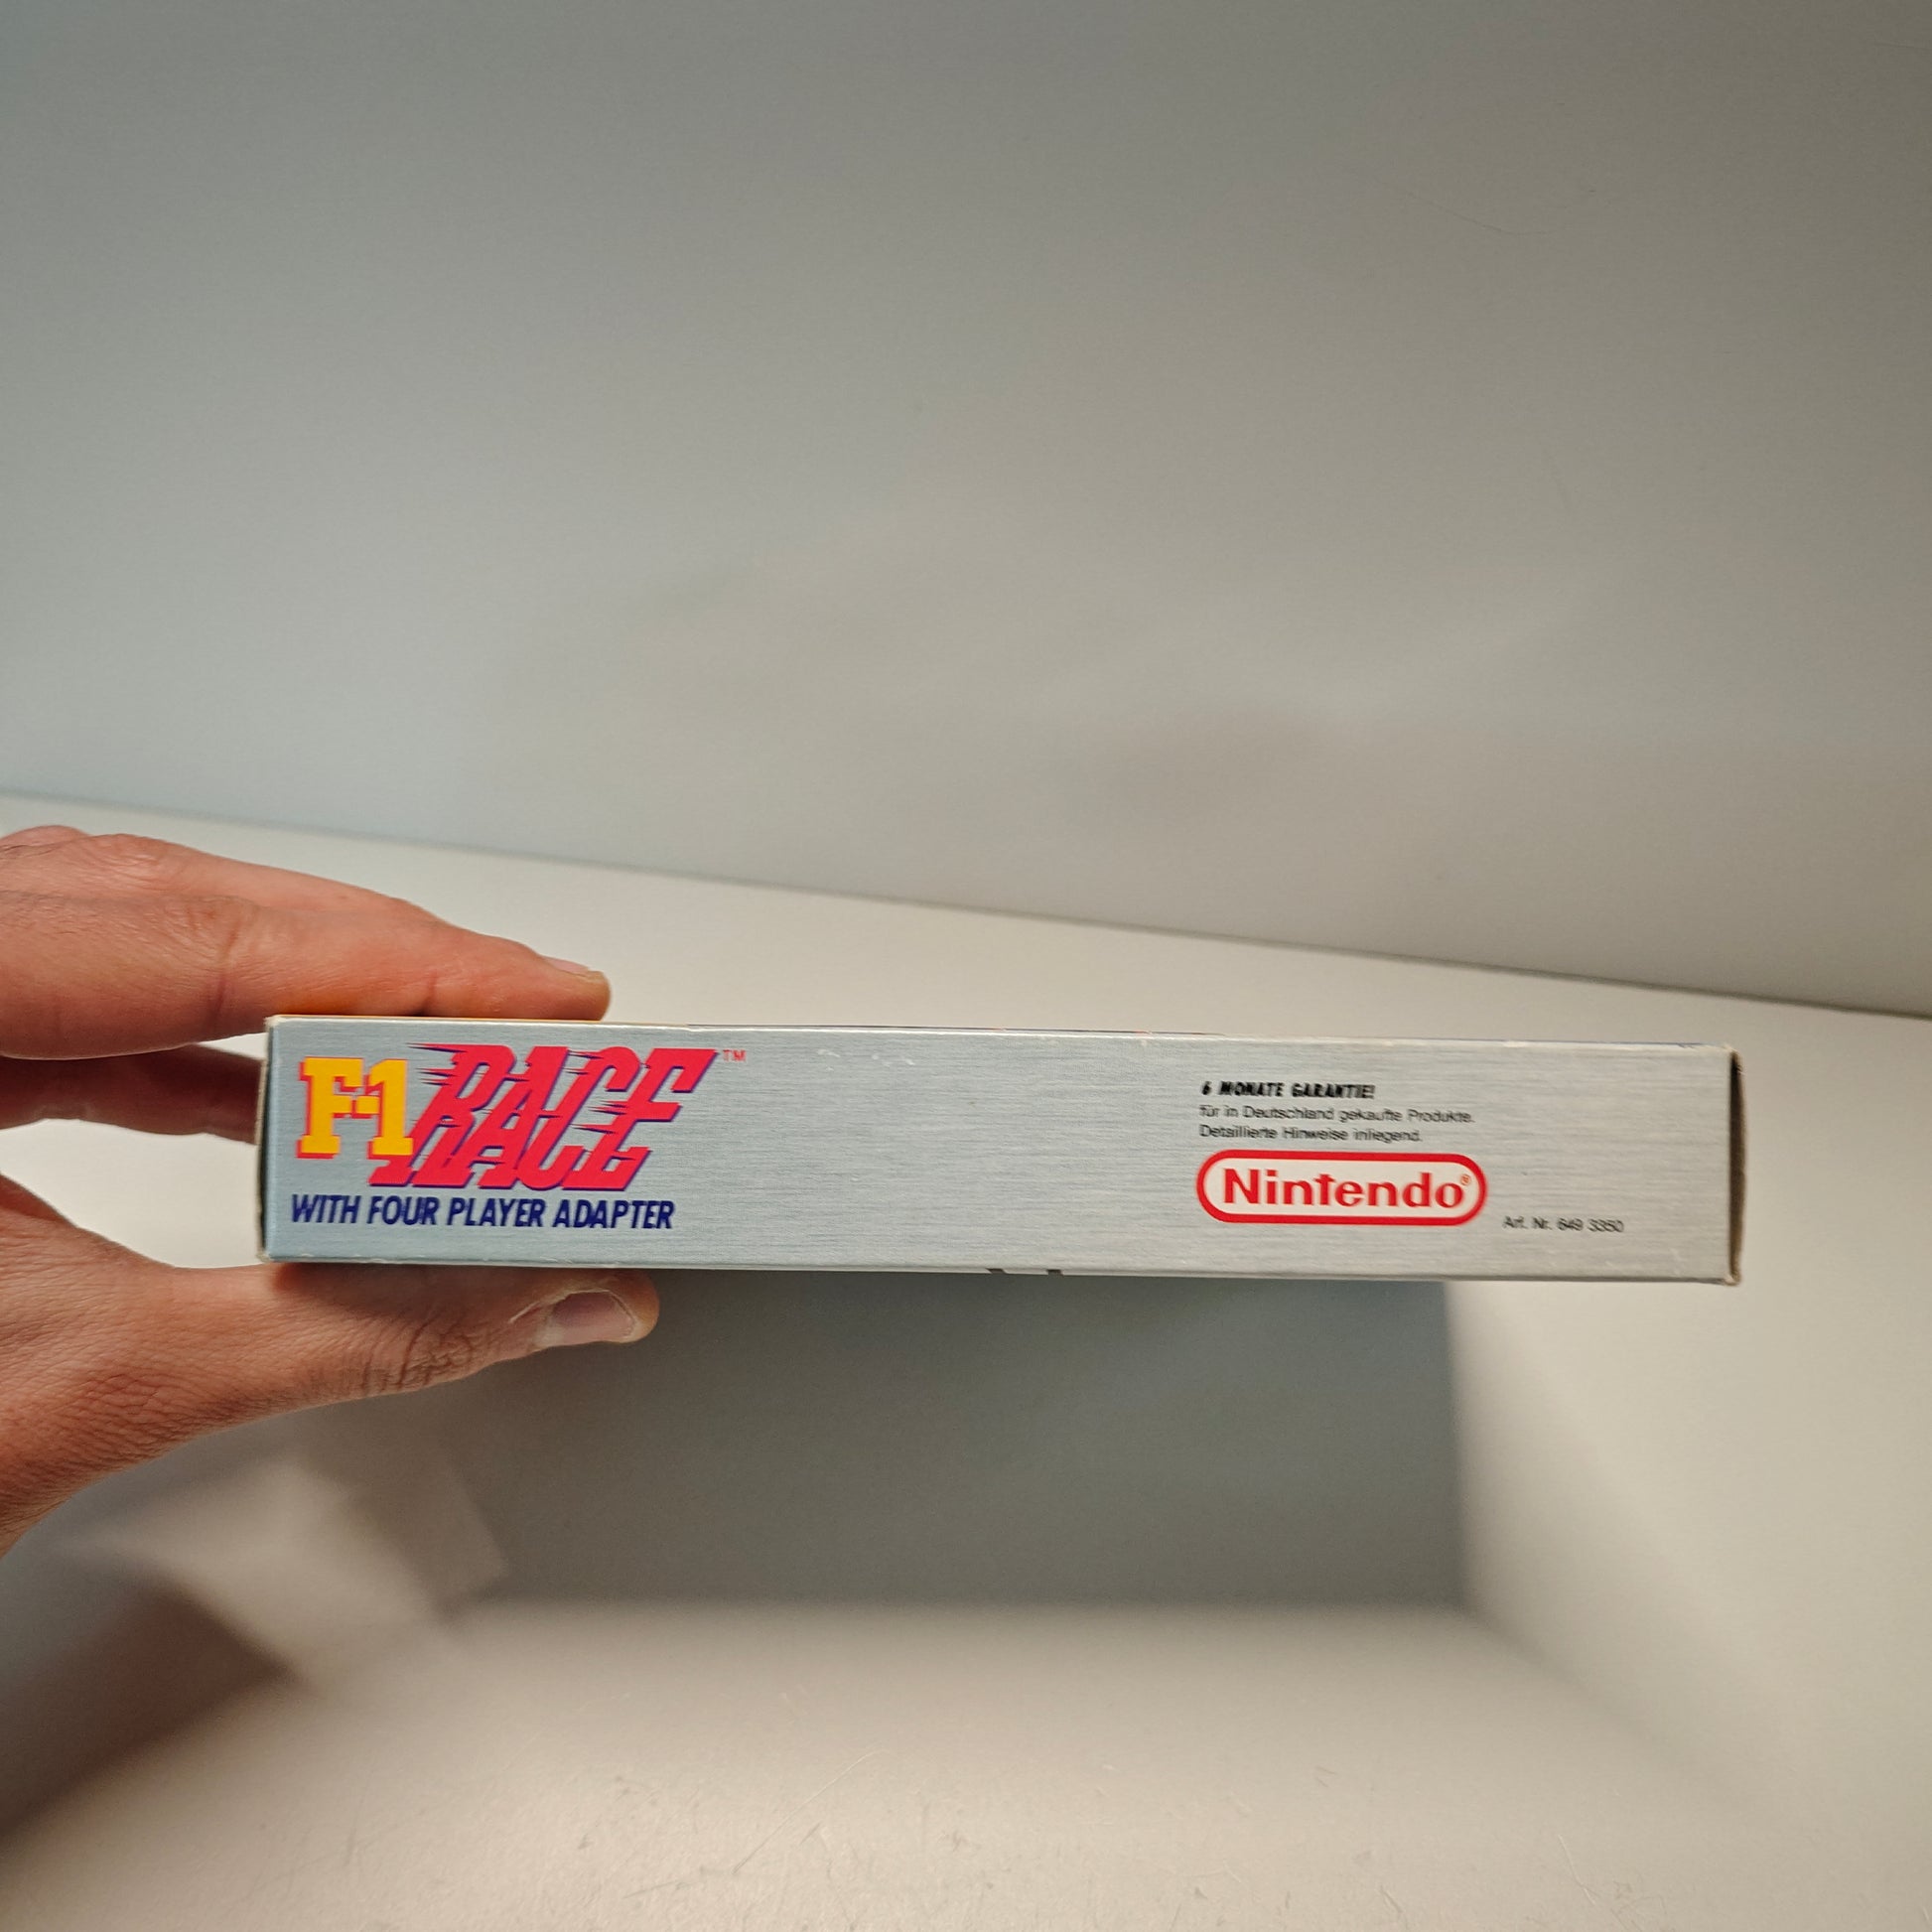 F-1 RACE™
WITH FOUR PLAYER ADAPTER
6 MONATE GARANTIE!
für in Deutschland gekaufte Produkte.
Detaillierte Hinweise inliegend.
Nintendo®
Art. Nr. 649 3350